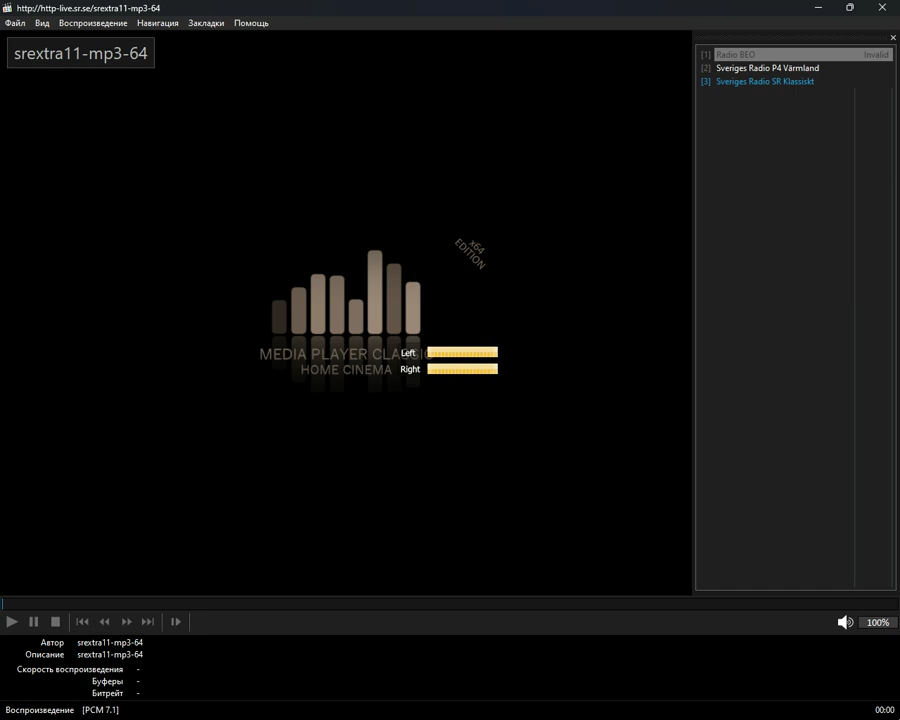 http://http-live.sr.se/srextra11-mp3-64
Файл Вид Воспроизведение Навигация Закладки Помощь
srextra11-mp3-64
[1] Radio BEO Invalid
[2] Sveriges Radio P4 Värmland
[3] Sveriges Radio SR Klassiskt
x64
EDITION
MEDIA PLAYER CLASSIC
HOME CINEMA
Left
Right
100%
Автор srextra11-mp3-64
Описание srextra11-mp3-64
Скорость воспроизведения -
Буферы -
Битрейт -
Воспроизведение [PCM 7.1] 00:00